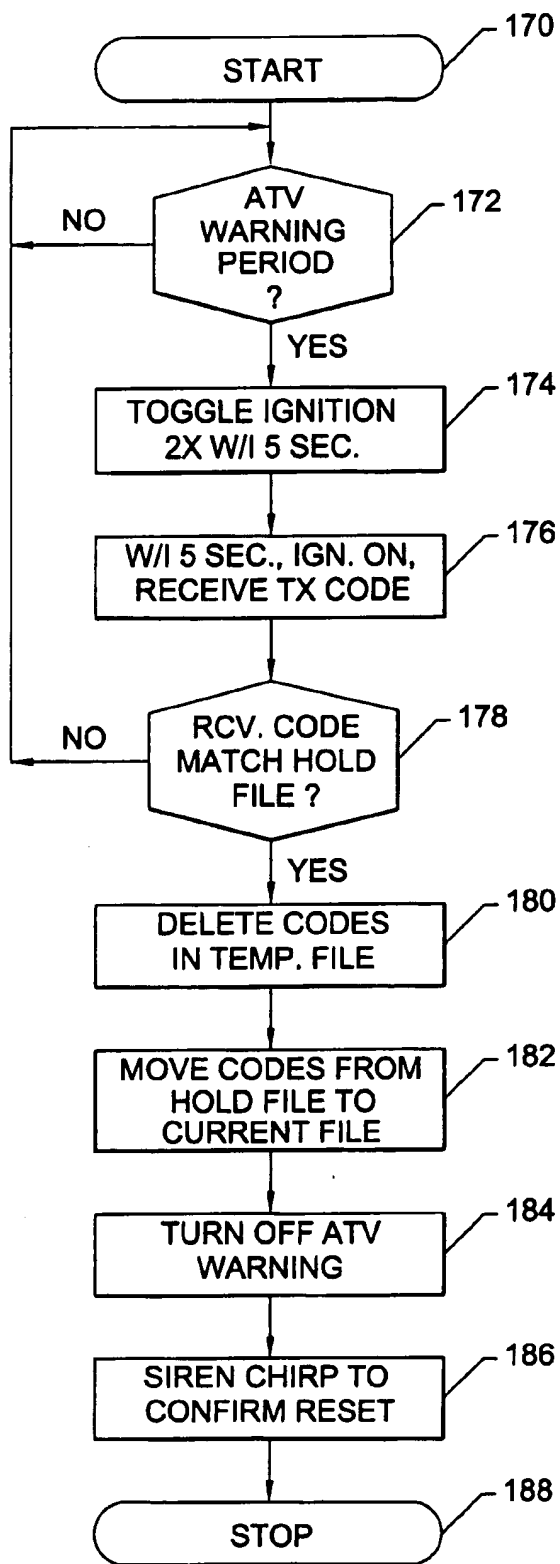 170
START
ATV
WARNING
PERIOD
?
172
NO
YES
174
TOGGLE IGNITION
2X W/I 5 SEC.
176
W/I 5 SEC., IGN. ON,
RECEIVE TX CODE
178
RCV. CODE
MATCH HOLD
FILE ?
NO
YES
180
DELETE CODES
IN TEMP. FILE
182
MOVE CODES FROM
HOLD FILE TO
CURRENT FILE
184
TURN OFF ATV
WARNING
186
SIREN CHIRP TO
CONFIRM RESET
188
STOP